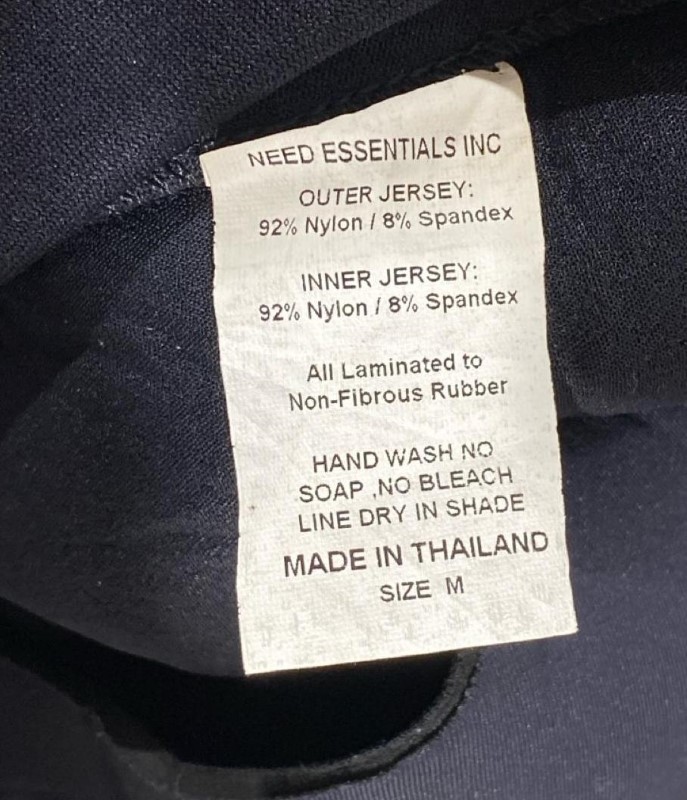 NEED ESSENTIALS INC
OUTER JERSEY:
92% Nylon / 8% Spandex
INNER JERSEY:
92% Nylon / 8% Spandex
All Laminated to
Non-Fibrous Rubber
HAND WASH NO
SOAP ,NO BLEACH
LINE DRY IN SHADE
MADE IN THAILAND
SIZE M